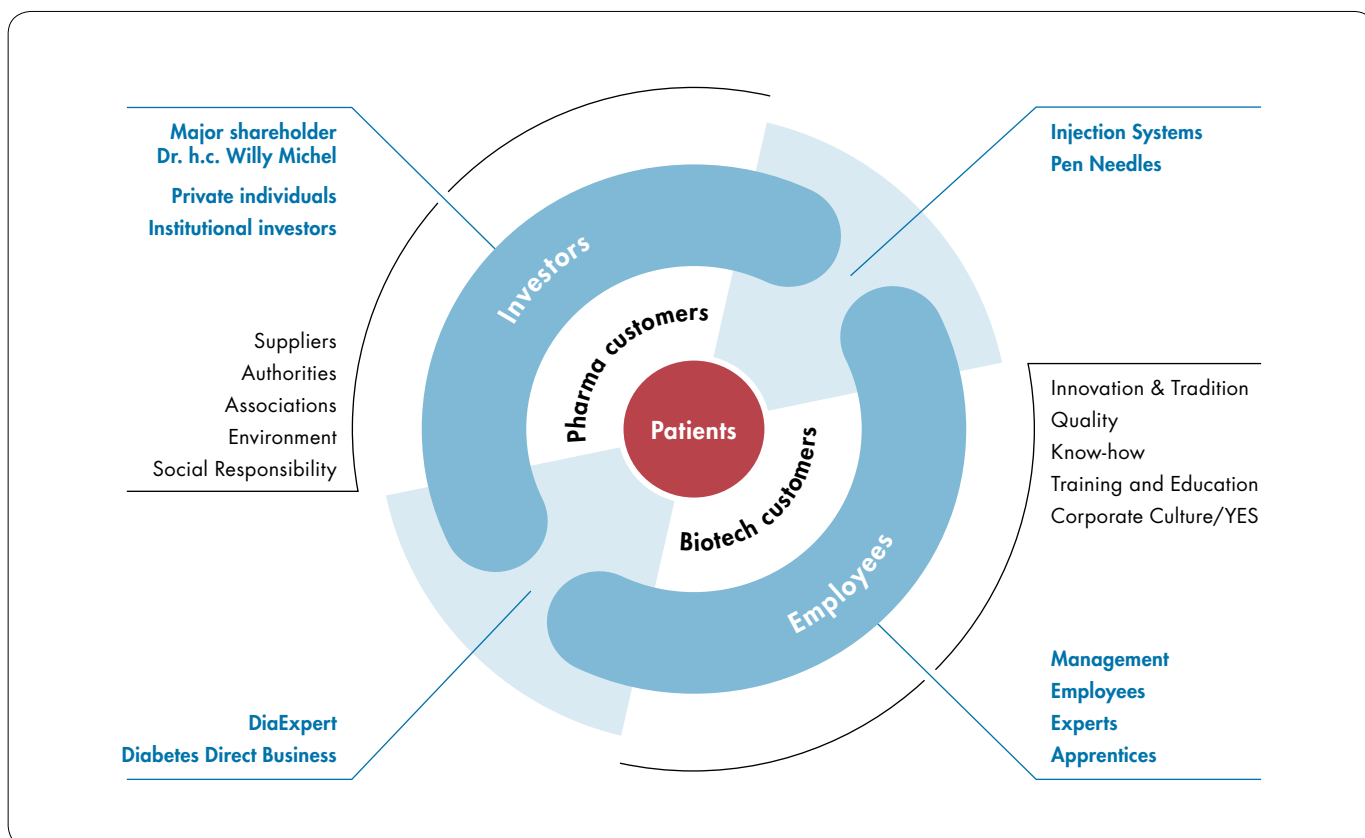 Major shareholder
Dr. h.c. Willy Michel
Private individuals
Institutional investors
Injection Systems
Pen Needles
Investors
Pharma customers
Patients
Biotech customers
Employees
Suppliers
Authorities
Associations
Environment
Social Responsibility
Innovation & Tradition
Quality
Know-how
Training and Education
Corporate Culture/YES
DiaExpert
Diabetes Direct Business
Management
Employees
Experts
Apprentices